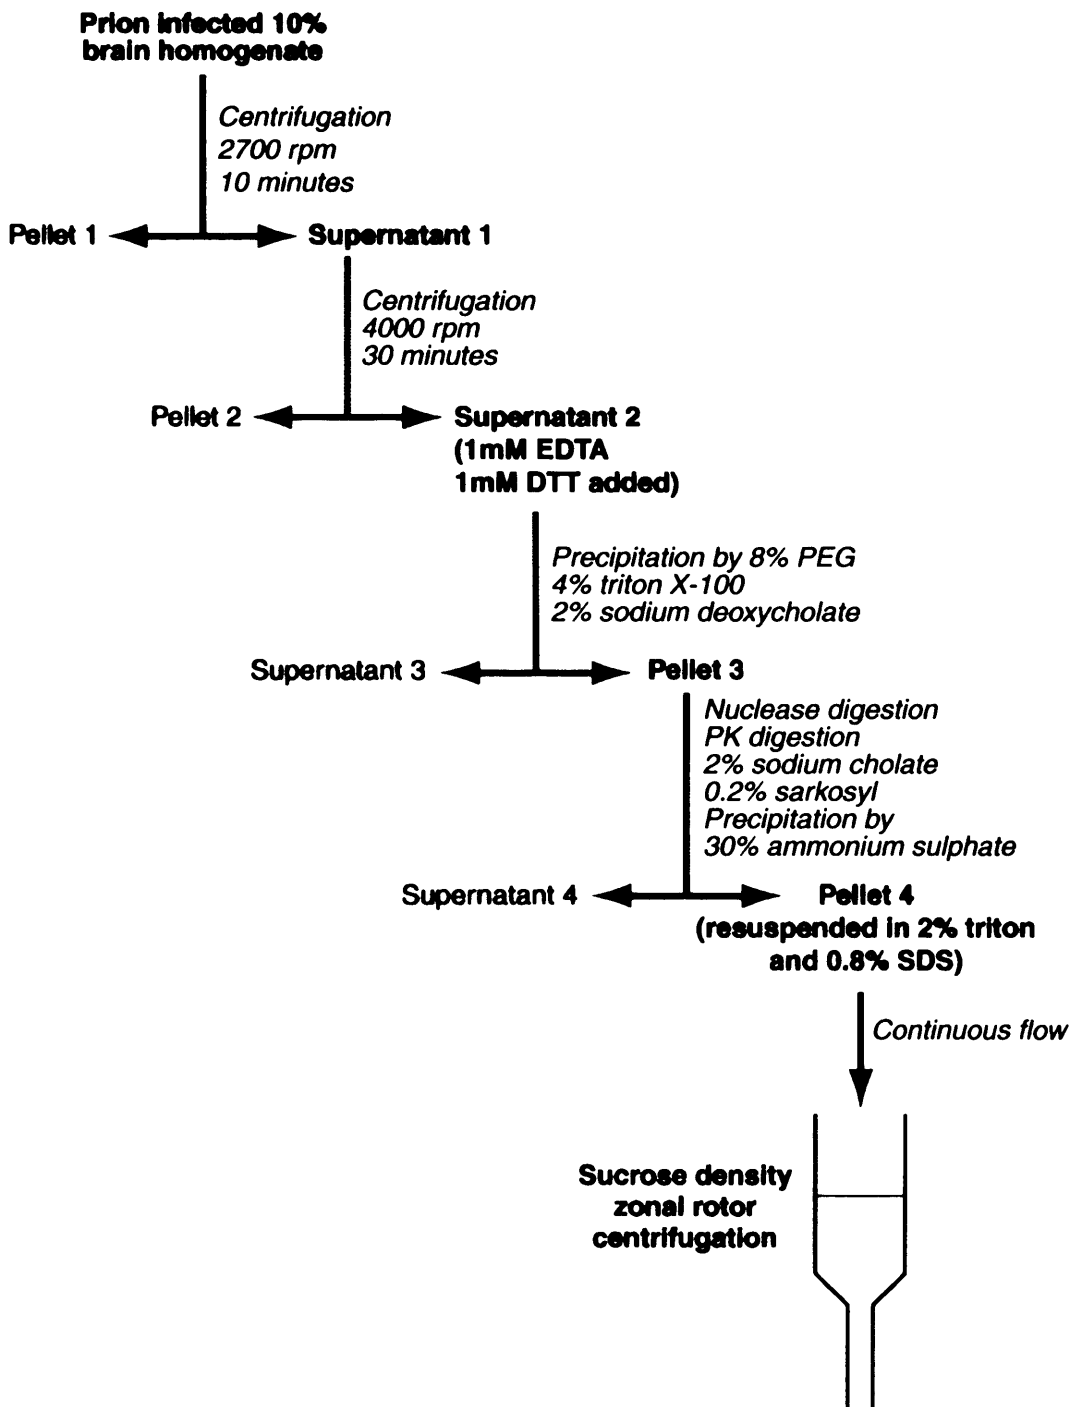 Prion infected 10%
brain homogenate
Centrifugation
2700 rpm
10 minutes
Pellet 1
Supernatant 1
Centrifugation
4000 rpm
30 minutes
Pellet 2
Supernatant 2
(1mM EDTA
1mM DTT added)
Precipitation by 8% PEG
4% triton X-100
2% sodium deoxycholate
Supernatant 3
Pellet 3
Nuclease digestion
PK digestion
2% sodium cholate
0.2% sarkosyl
Precipitation by
30% ammonium sulphate
Supernatant 4
Pellet 4
(resuspended in 2% triton
and 0.8% SDS)
Continuous flow
Sucrose density
zonal rotor
centrifugation